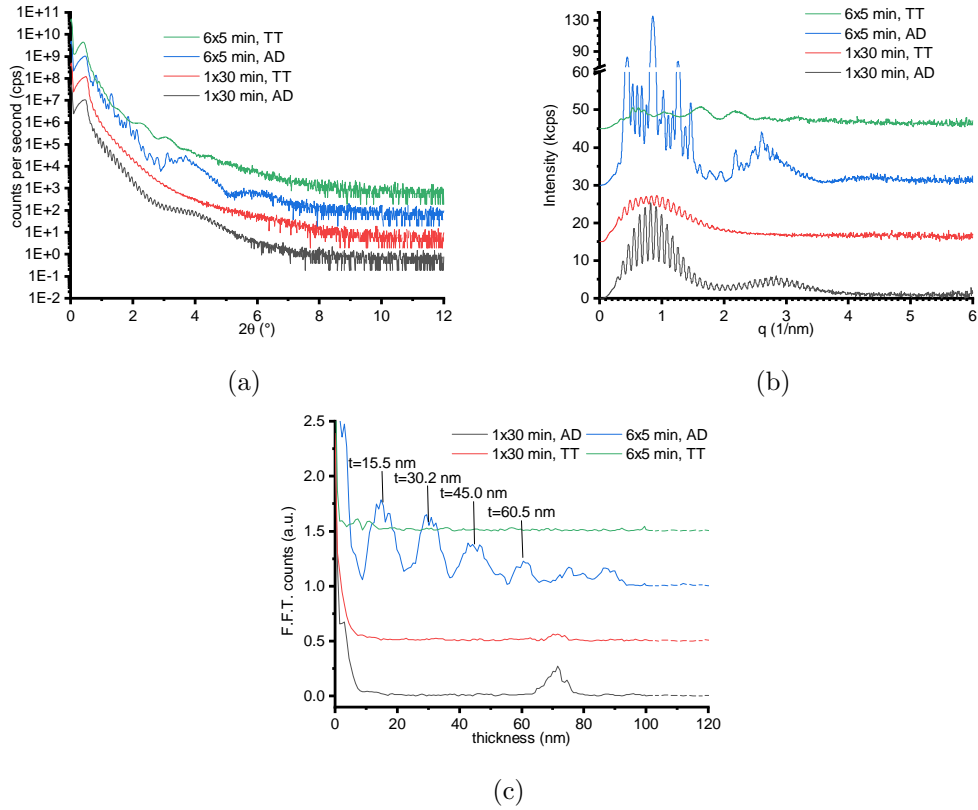 1E+11
1E+10
1E+9
1E+8
1E+7
1E+6
1E+5
1E+4
1E+3
1E+2
1E+1
1E+0
1E-1
1E-2
counts per second (cps)
6x5 min, TT
6x5 min, AD
1x30 min, TT
1x30 min, AD
0 2 4 6 8 10 12
2θ (°)
(a)
130
90
60
50
40
30
20
10
0
Intensity (kcps)
6x5 min, TT
6x5 min, AD
1x30 min, TT
1x30 min, AD
0 1 2 3 4 5 6
q (1/nm)
(b)
2.5
2.0
1.5
1.0
0.5
0.0
F.F.T. counts (a.u.)
1x30 min, AD 6x5 min, AD
1x30 min, TT 6x5 min, TT
t=15.5 nm
t=30.2 nm
t=45.0 nm
t=60.5 nm
0 20 40 60 80 100 120
thickness (nm)
(c)